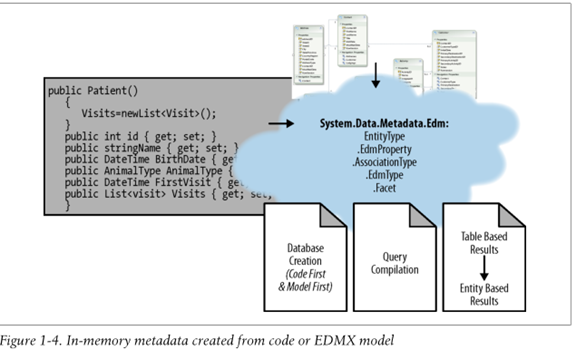 public Patient()
{
Visits=newList<Visit>();
}
public int id { get; set; }
public stringName { get; set; }
public DateTime BirthDate { get
public AnimalType AnimalType {
public DateTime FirstVisit { get
public List<visit> Visits { get; set;
}
System.Data.Metadata.Edm:
EntityType
.EdmProperty
.AssociationType
.EdmType
.Facet
Database
Creation
(Code First
& Model First)
Query
Compilation
Table Based
Results
Entity Based
Results
Figure 1-4. In-memory metadata created from code or EDMX model